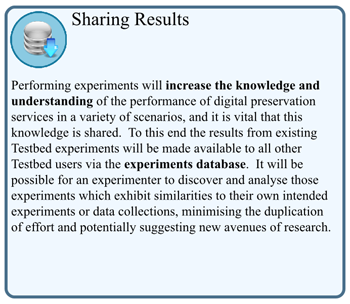 Sharing Results
Performing experiments will increase the knowledge and
understanding of the performance of digital preservation
services in a variety of scenarios, and it is vital that this
knowledge is shared.  To this end the results from existing
Testbed experiments will be made available to all other
Testbed users via the experiments database.  It will be
possible for an experimenter to discover and analyse those
experiments which exhibit similarities to their own intended
experiments or data collections, minimising the duplication
of effort and potentially suggesting new avenues of research.